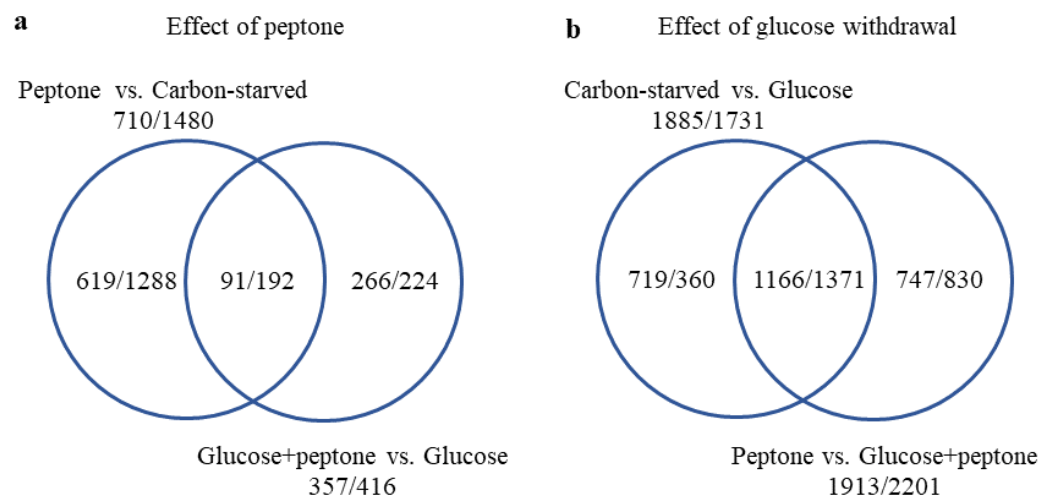 a
Effect of peptone
Peptone vs. Carbon-starved
710/1480
619/1288
91/192
266/224
Glucose+peptone vs. Glucose
357/416
b
Effect of glucose withdrawal
Carbon-starved vs. Glucose
1885/1731
719/360
1166/1371
747/830
Peptone vs. Glucose+peptone
1913/2201